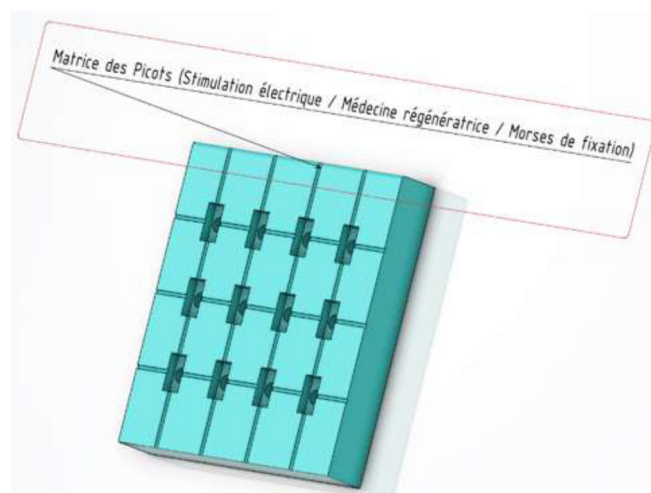 Matrice des Picots (Stimulation électrique / Médecine régénératrice / Morses de fixation)